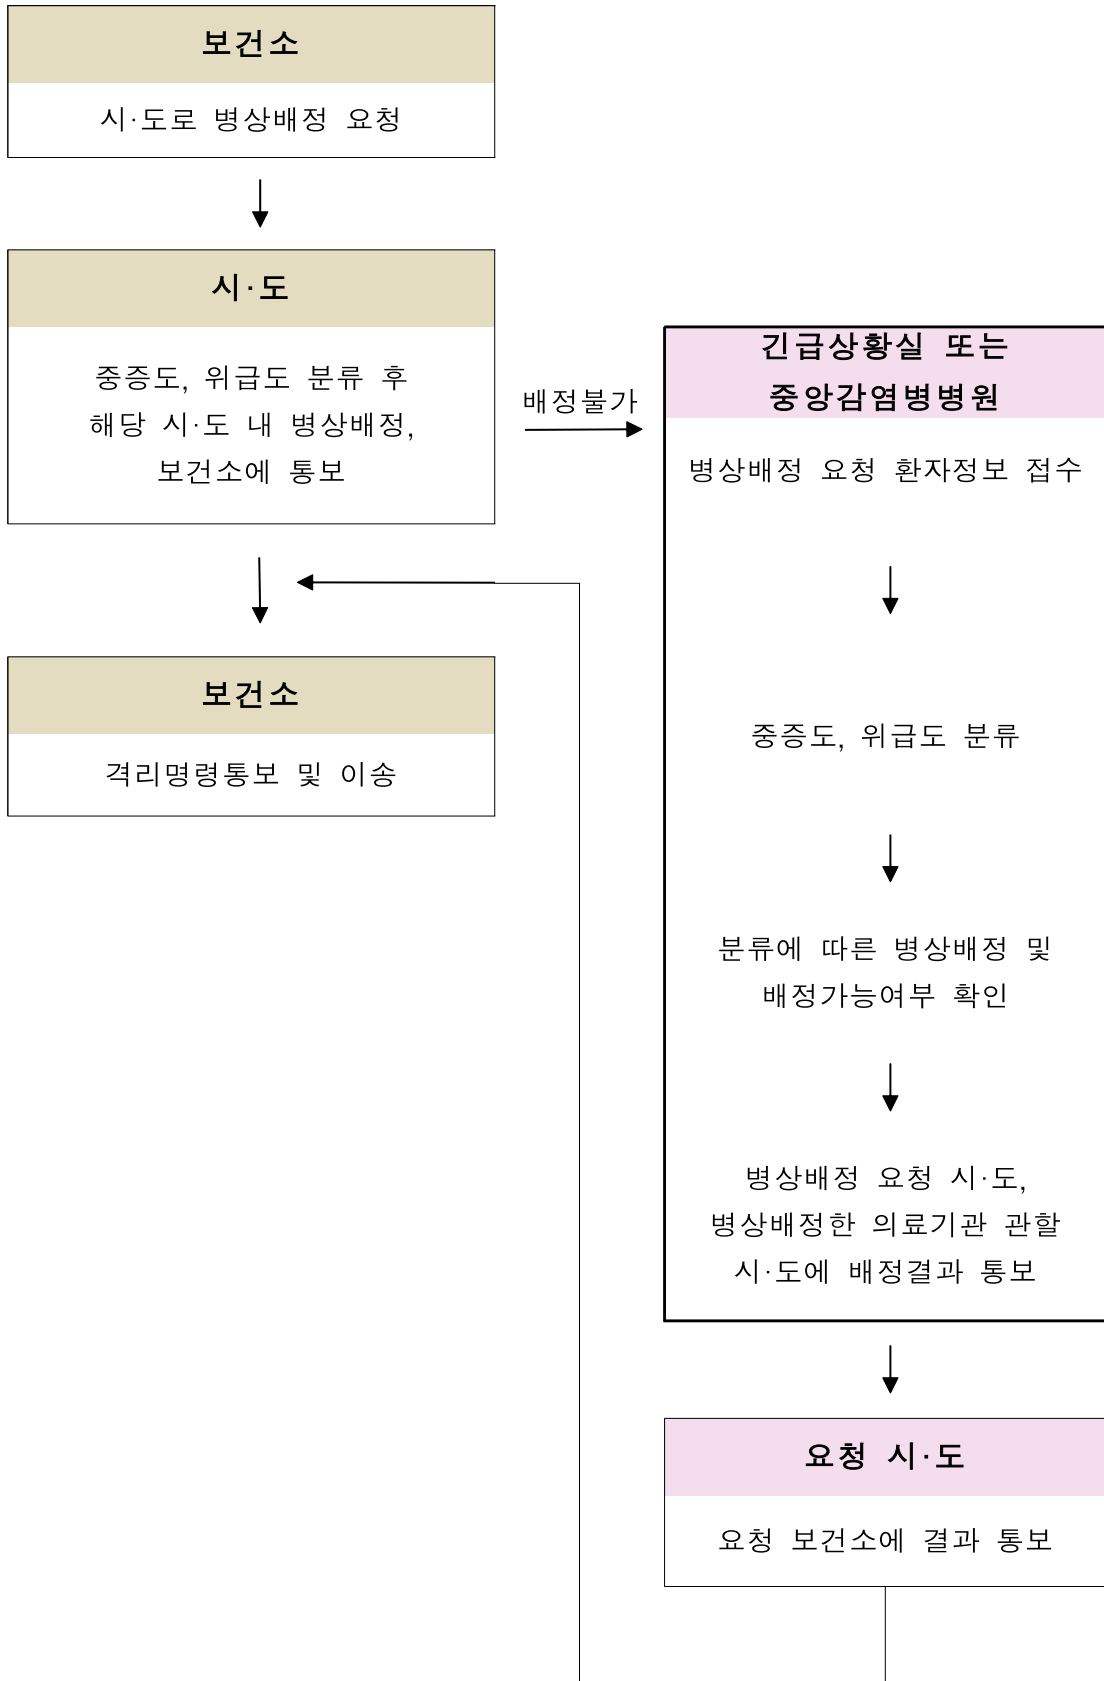 보건소
시·도로 병상배정 요청
시·도
중증도, 위급도 분류 후
해당 시·도 내 병상배정,
보건소에 통보
배정불가
보건소
격리명령통보 및 이송
긴급상황실 또는
중앙감염병병원
병상배정 요청 환자정보 접수
중증도, 위급도 분류
분류에 따른 병상배정 및
배정가능여부 확인
병상배정 요청 시·도,
병상배정한 의료기관 관할
시·도에 배정결과 통보
요청 시·도
요청 보건소에 결과 통보